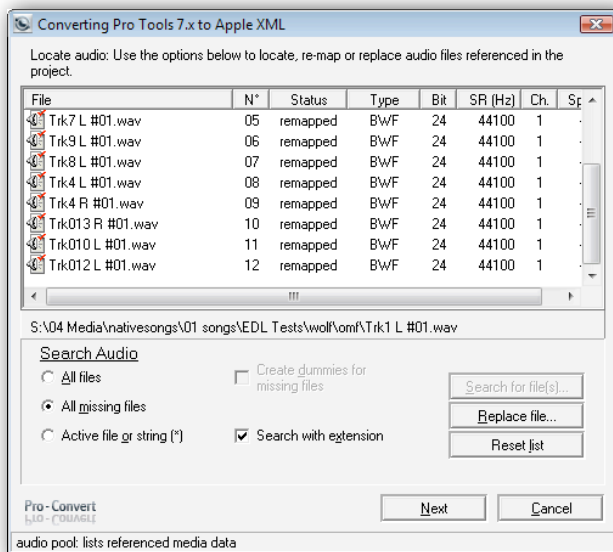 Converting Pro Tools 7.x to Apple XML
Locate audio: Use the options below to locate, re-map or replace audio files referenced in the
project.
File N° Status Type Bit SR (Hz) Ch. Sp
Trk7 L #01.wav 05 remapped BWF 24 44100 1
Trk9 L #01.wav 06 remapped BWF 24 44100 1
Trk8 L #01.wav 07 remapped BWF 24 44100 1
Trk4 L #01.wav 08 remapped BWF 24 44100 1
Trk4 R #01.wav 09 remapped BWF 24 44100 1
Trk013 R #01.wav 10 remapped BWF 24 44100 1
Trk010 L #01.wav 11 remapped BWF 24 44100 1
Trk012 L #01.wav 12 remapped BWF 24 44100 1
S:\04 Media\nativesongs\01 songs\EDL Tests\wolf\omf\Trk1 L #01.wav
Search Audio
All files
All missing files
Active file or string (*)
Create dummies for
missing files
Search with extension
Search for file(s)...
Replace file...
Reset list
Pro-Convert
Next
Cancel
audio pool: lists referenced media data